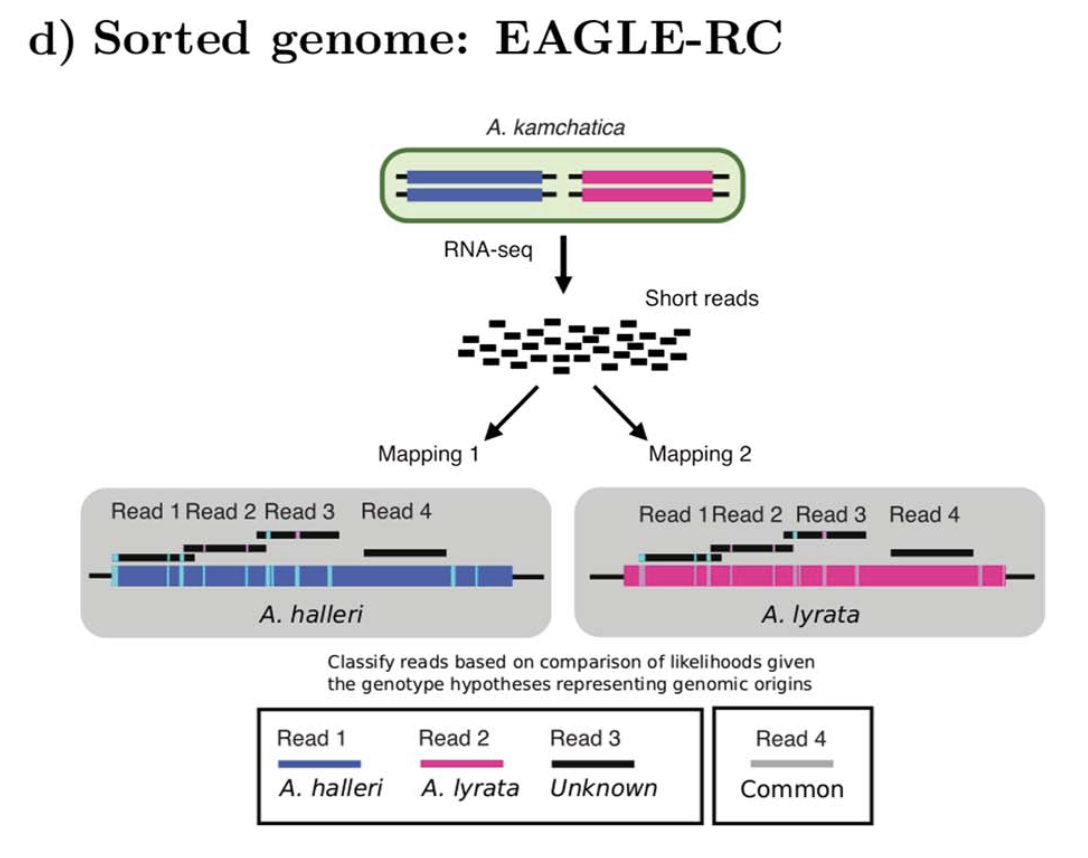 d) Sorted genome: EAGLE-RC
A. kamchatica
RNA-seq
Short reads
Mapping 1
Mapping 2
Read 1 Read 2 Read 3 Read 4
A. halleri
Read 1 Read 2 Read 3 Read 4
A. lyrata
Classify reads based on comparison of likelihoods given
the genotype hypotheses representing genomic origins
Read 1 Read 2 Read 3
A. halleri A. lyrata Unknown
Read 4
Common